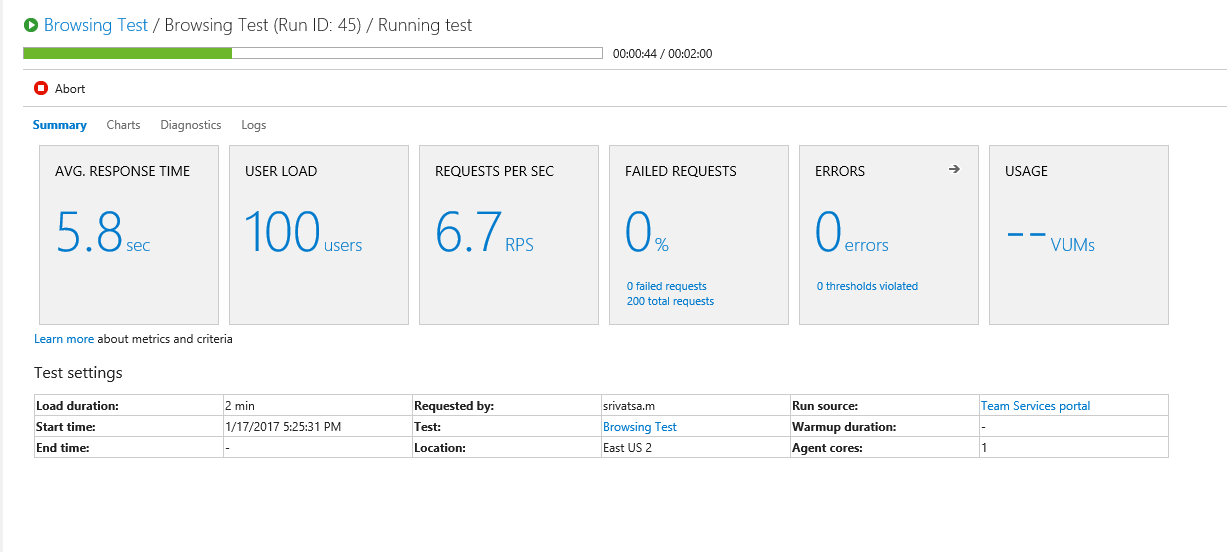 Browsing Test / Browsing Test (Run ID: 45) / Running test
00:00:44 / 00:02:00
Abort
Summary Charts Diagnostics Logs
AVG. RESPONSE TIME USER LOAD REQUESTS PER SEC FAILED REQUESTS ERRORS USAGE
5.8 sec 100 users 6.7 RPS 0 % 0 errors -- VUMs
0 failed requests 0 thresholds violated
200 total requests
Learn more about metrics and criteria
Test settings
Load duration: 2 min Requested by: srivatsa.m Run source: Team Services portal
Start time: 1/17/2017 5:25:31 PM Test: Browsing Test Warmup duration: -
End time: - Location: East US 2 Agent cores: 1